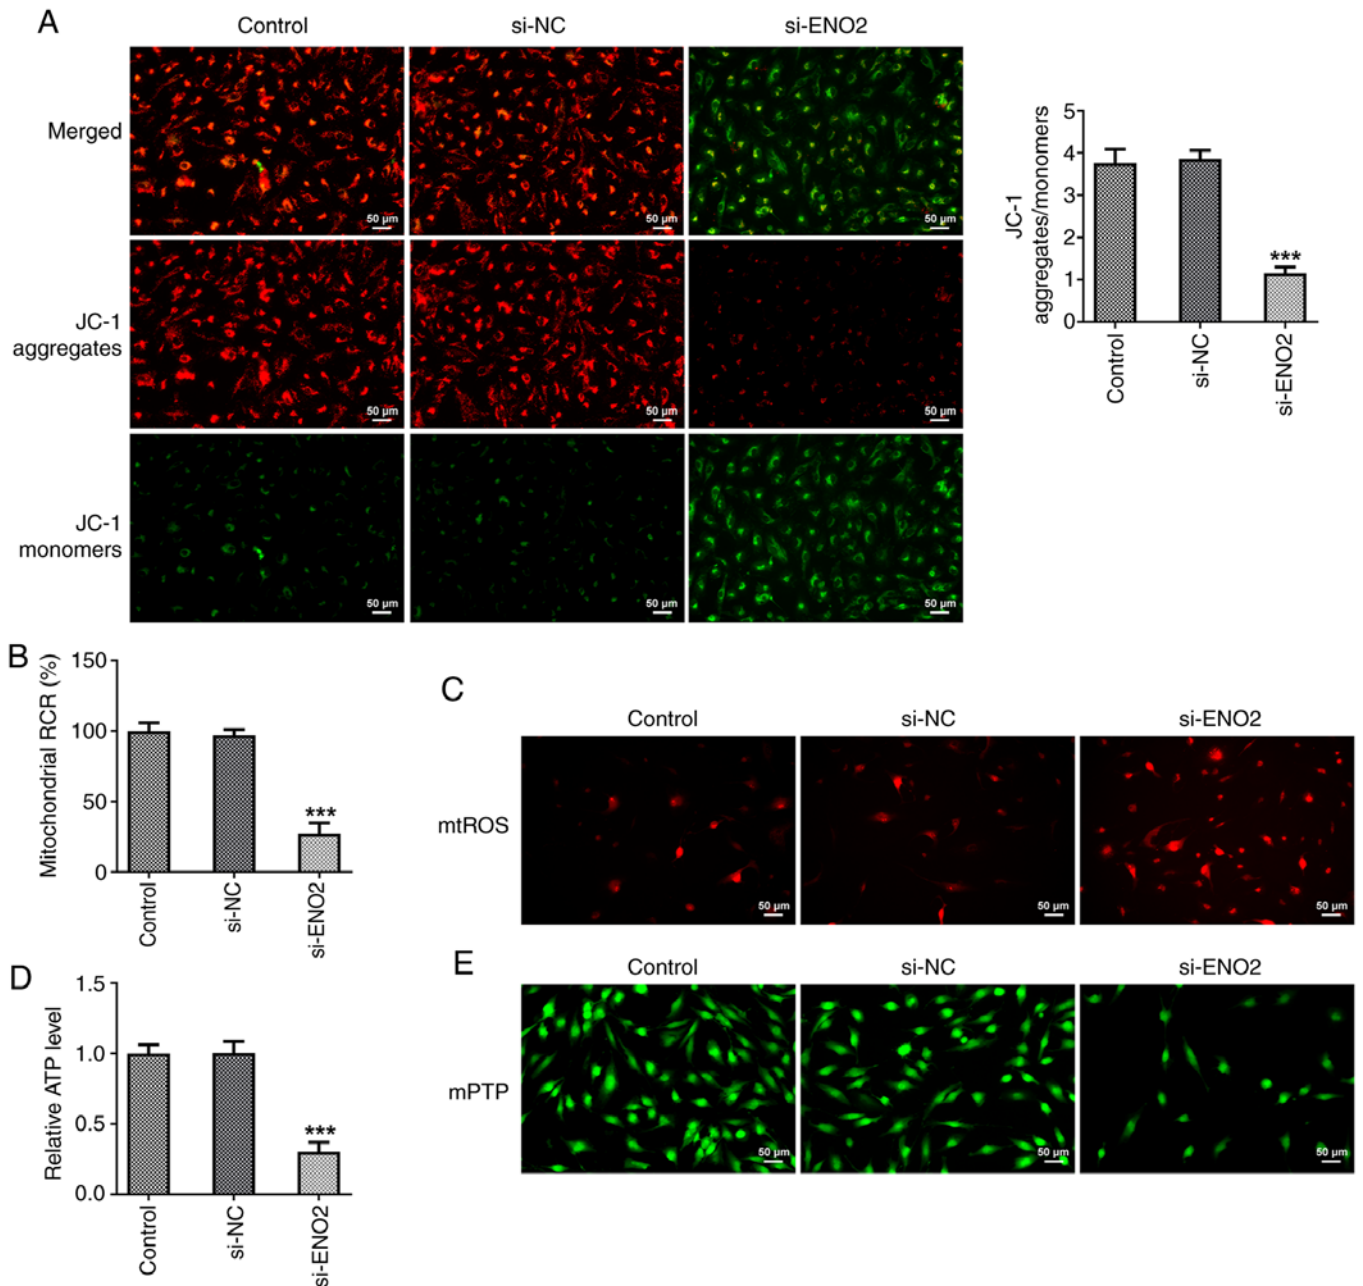 A
Control
si-NC
si-ENO2
Merged
50 µm
50 µm
50 µm
JC-1
aggregates
50 µm
50 µm
50 µm
JC-1
monomers
50 µm
50 µm
50 µm
JC-1
aggregates/monomers
5
4
3
2
1
0
***
Control
si-NC
si-ENO2
B
Mitochondrial RCR (%)
150
100
50
0
***
Control
si-NC
si-ENO2
C
Control
si-NC
si-ENO2
mtROS
50 µm
50 µm
50 µm
D
Relative ATP level
1.5
1.0
0.5
0.0
***
Control
si-NC
si-ENO2
E
Control
si-NC
si-ENO2
mPTP
50 µm
50 µm
50 µm